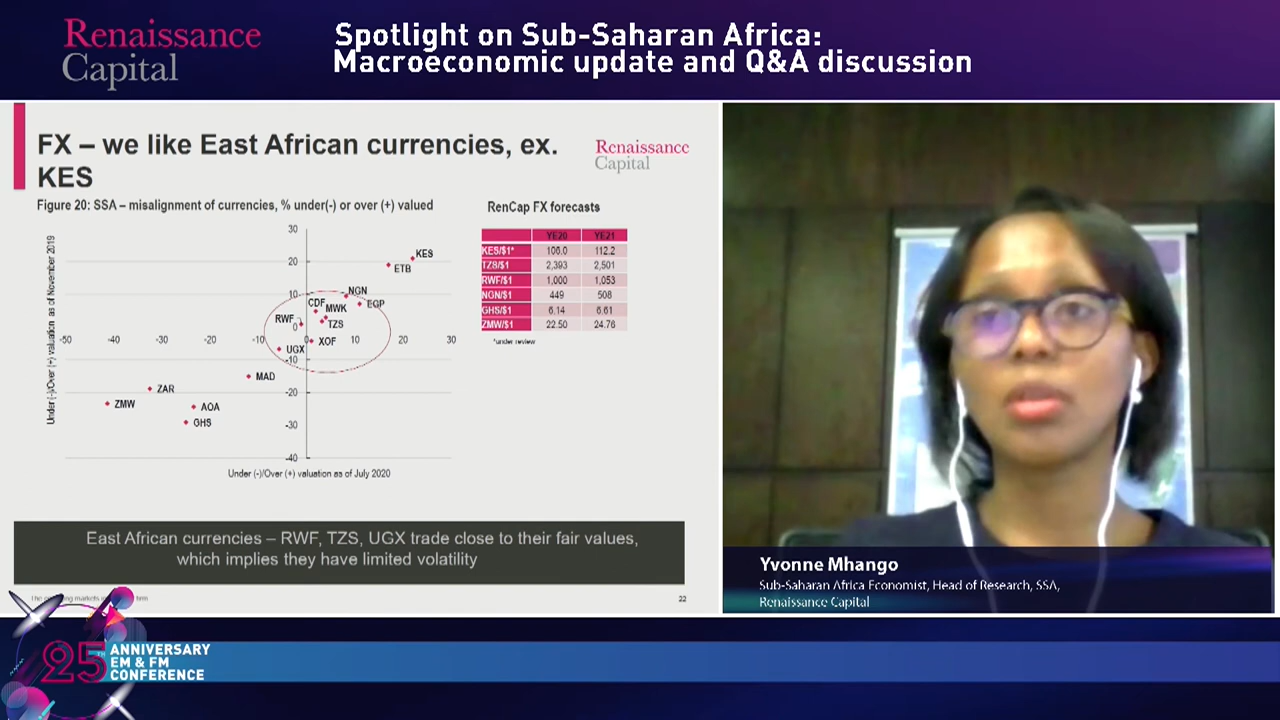 Renaissance
Capital
Spotlight on Sub-Saharan Africa:
Macroeconomic update and Q&A discussion
FX – we like East African currencies, ex.
KES
Renaissance
Capital
Figure 20: SSA – misalignment of currencies, % under(-) or over (+) valued
Under (-)/Over (+) valuation as of November 2019
30
20
10
0
-10
-20
-30
-40
-50
-40
-30
-20
-10
10
20
30
KES
ETB
NGN
EGP
CDF
MWK
RWF
TZS
XOF
UGX
MAD
ZAR
ZMW
AOA
GHS
Under (-)/Over (+) valuation as of July 2020
RenCap FX forecasts
YE20 YE21
KES/$1* 106.0 112.2
TZS/$1 2,393 2,501
RWF/$1 1,000 1,053
NGN/$1 449 508
GHS/$1 6.14 6.61
ZMW/$1 22.50 24.76
*under review
East African currencies – RWF, TZS, UGX trade close to their fair values,
which implies they have limited volatility
22
Yvonne Mhango
Sub-Saharan Africa Economist, Head of Research, SSA,
Renaissance Capital
25TH
ANNIVERSARY
EM & FM
CONFERENCE